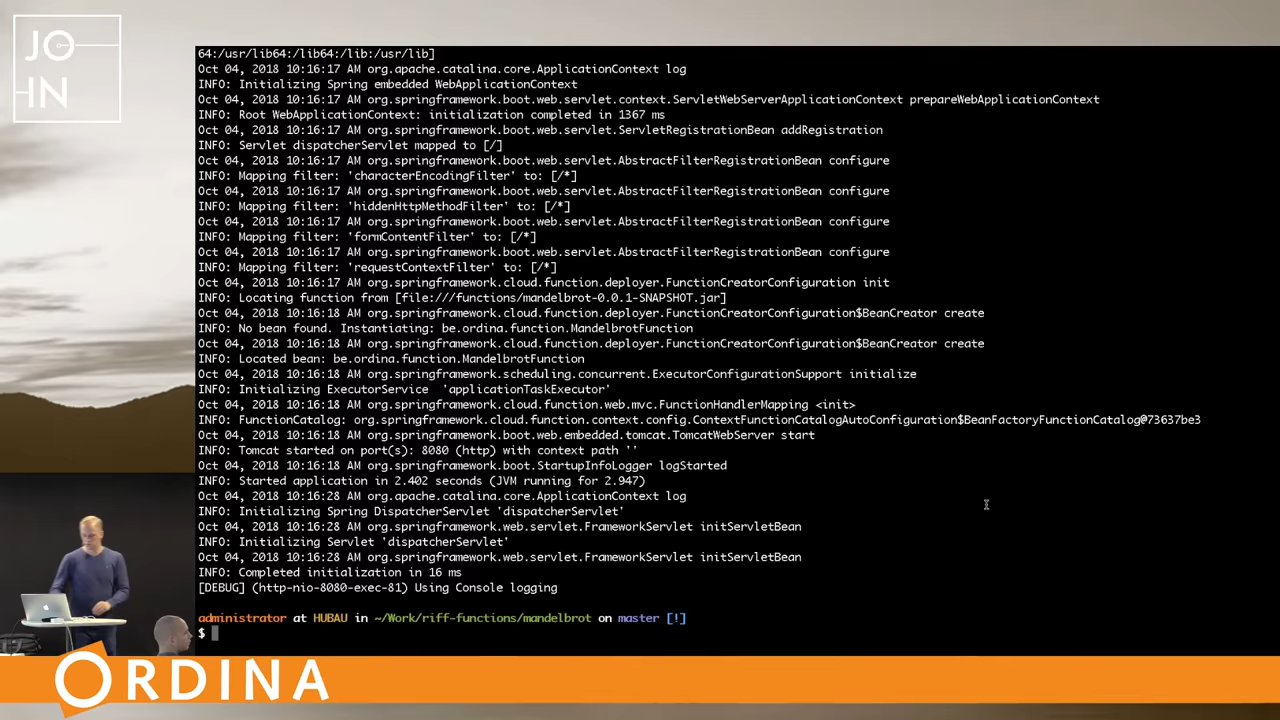 JO
HN
64:/usr/lib64:/lib64:/lib:/usr/lib]
Oct 04, 2018 10:16:17 AM org.apache.catalina.core.ApplicationContext log
INFO: Initializing Spring embedded WebApplicationContext
Oct 04, 2018 10:16:17 AM org.springframework.boot.web.servlet.context.ServletWebServerApplicationContext prepareWebApplicationContext
INFO: Root WebApplicationContext: initialization completed in 1367 ms
Oct 04, 2018 10:16:17 AM org.springframework.boot.web.servlet.ServletRegistrationBean addRegistration
INFO: Servlet dispatcherServlet mapped to [/]
Oct 04, 2018 10:16:17 AM org.springframework.boot.web.servlet.AbstractFilterRegistrationBean configure
INFO: Mapping filter: 'characterEncodingFilter' to: [/*]
Oct 04, 2018 10:16:17 AM org.springframework.boot.web.servlet.AbstractFilterRegistrationBean configure
INFO: Mapping filter: 'hiddenHttpMethodFilter' to: [/*]
Oct 04, 2018 10:16:17 AM org.springframework.boot.web.servlet.AbstractFilterRegistrationBean configure
INFO: Mapping filter: 'formContentFilter' to: [/*]
Oct 04, 2018 10:16:17 AM org.springframework.boot.web.servlet.AbstractFilterRegistrationBean configure
INFO: Mapping filter: 'requestContextFilter' to: [/*]
Oct 04, 2018 10:16:17 AM org.springframework.cloud.function.deployer.FunctionCreatorConfiguration init
INFO: Locating function from [file:///functions/mandelbrot-0.0.1-SNAPSHOT.jar]
Oct 04, 2018 10:16:18 AM org.springframework.cloud.function.deployer.FunctionCreatorConfiguration$BeanCreator create
INFO: No bean found. Instantiating: be.ordina.function.MandelbrotFunction
Oct 04, 2018 10:16:18 AM org.springframework.cloud.function.deployer.FunctionCreatorConfiguration$BeanCreator create
INFO: Located bean: be.ordina.function.MandelbrotFunction
Oct 04, 2018 10:16:18 AM org.springframework.scheduling.concurrent.ExecutorConfigurationSupport initialize
INFO: Initializing ExecutorService  'applicationTaskExecutor'
Oct 04, 2018 10:16:18 AM org.springframework.cloud.function.web.mvc.FunctionHandlerMapping <init>
INFO: FunctionCatalog: org.springframework.cloud.function.context.config.ContextFunctionCatalogAutoConfiguration$BeanFactoryFunctionCatalog@73637be3
Oct 04, 2018 10:16:18 AM org.springframework.boot.web.embedded.tomcat.TomcatWebServer start
INFO: Tomcat started on port(s): 8080 (http) with context path ''
Oct 04, 2018 10:16:18 AM org.springframework.boot.StartupInfoLogger logStarted
INFO: Started application in 2.402 seconds (JVM running for 2.947)
Oct 04, 2018 10:16:28 AM org.apache.catalina.core.ApplicationContext log
INFO: Initializing Spring DispatcherServlet 'dispatcherServlet'
Oct 04, 2018 10:16:28 AM org.springframework.web.servlet.FrameworkServlet initServletBean
INFO: Initializing Servlet 'dispatcherServlet'
Oct 04, 2018 10:16:28 AM org.springframework.web.servlet.FrameworkServlet initServletBean
INFO: Completed initialization in 16 ms
[DEBUG] (http-nio-8080-exec-81) Using Console logging
administrator at HUBAU in ~/Work/riff-functions/mandelbrot on master [!]
$
ORDINA